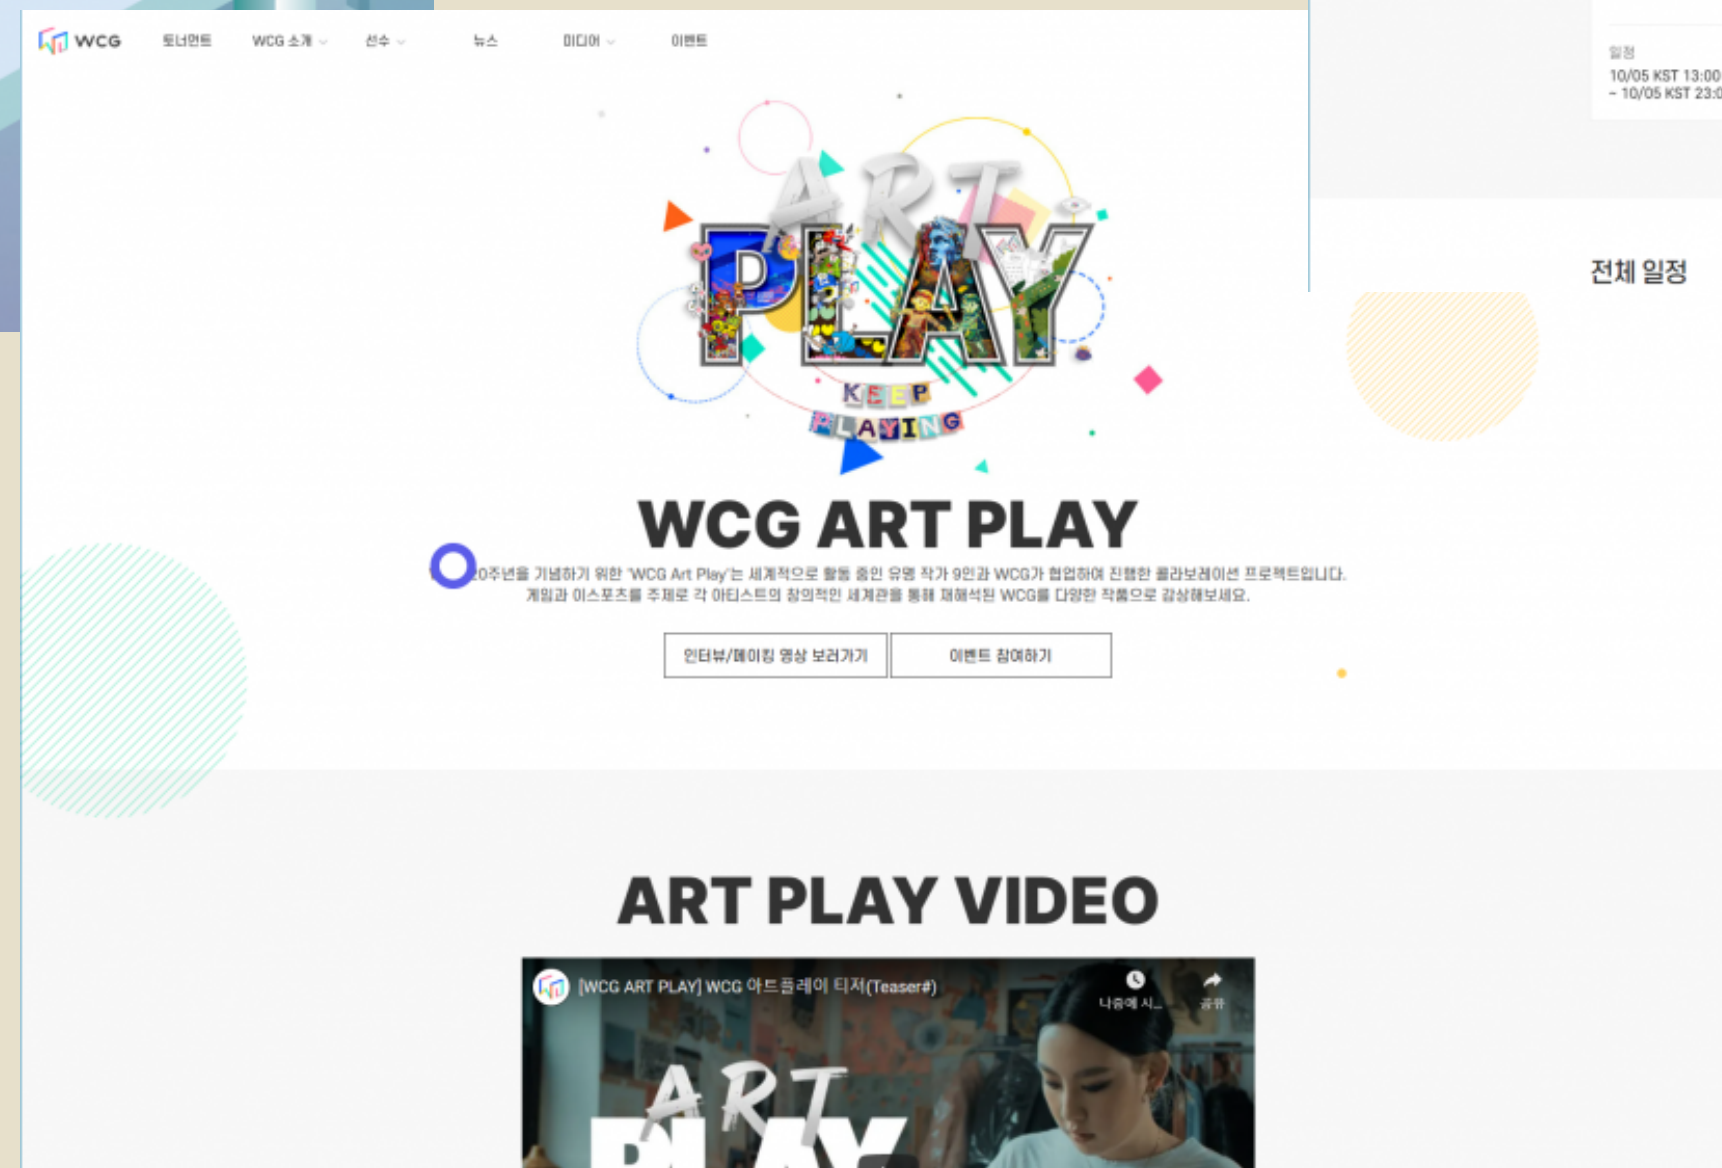 WCG
토너먼트
WCG 소개
선수
뉴스
미디어
이벤트
일정
10/05 KST 13:00
~ 10/05 KST 23:0
전체 일정
ART
PLAY
KEEP
PLAYING
WCG ART PLAY
20주년을 기념하기 위한 'WCG Art Play'는 세계적으로 활동 중인 유명 작가 9인과 WCG가 협업하여 진행한 콜라보레이션 프로젝트입니다.
게임과 이스포츠를 주제로 각 아티스트의 창의적인 세계관을 통해 재해석된 WCG를 다양한 작품으로 감상해보세요.
인터뷰/메이킹 영상 보러가기
이벤트 참여하기
ART PLAY VIDEO
[WCG ART PLAY] WCG 아트플레이 티저(Teaser#)
나중에 시...
공유
ART
PLAY